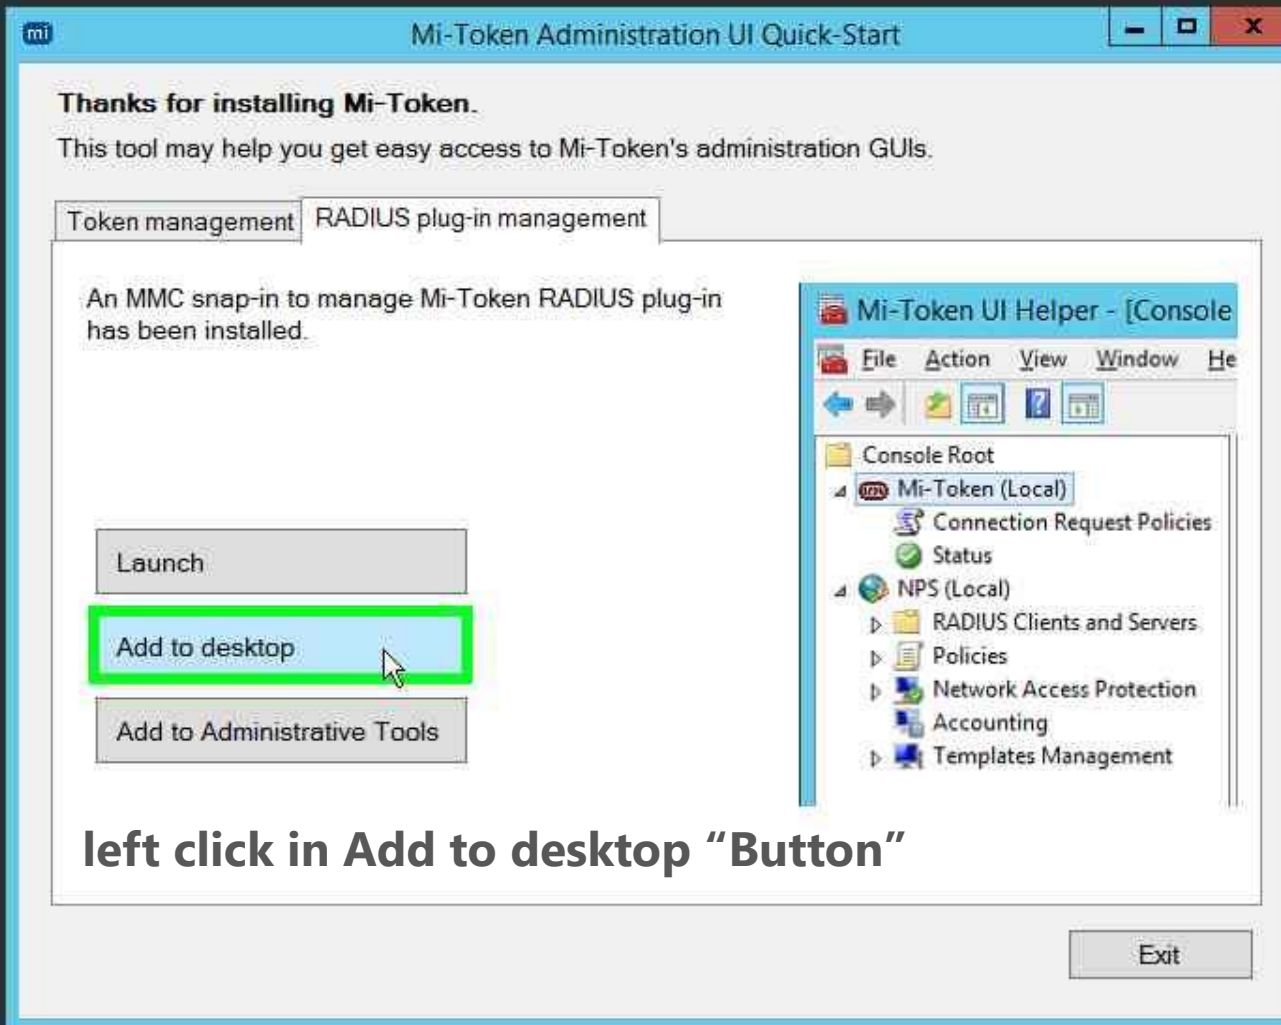 mi
Mi-Token Administration UI Quick-Start
Thanks for installing Mi-Token.
This tool may help you get easy access to Mi-Token's administration GUIs.
Token management
RADIUS plug-in management
An MMC snap-in to manage Mi-Token RADIUS plug-in
has been installed.
Launch
Add to desktop
Add to Administrative Tools
Mi-Token UI Helper - [Console
File Action View Window He
Console Root
Mi-Token (Local)
Connection Request Policies
Status
NPS (Local)
RADIUS Clients and Servers
Policies
Network Access Protection
Accounting
Templates Management
left click in Add to desktop “Button”
Exit